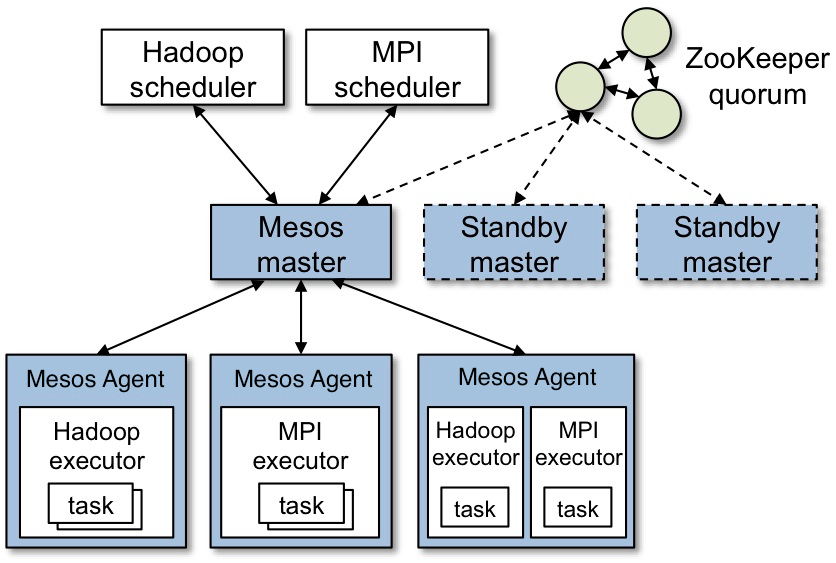 Hadoop
scheduler
MPI
scheduler
ZooKeeper
quorum
Mesos
master
Standby
master
Standby
master
Mesos Agent
Hadoop
executor
task
Mesos Agent
MPI
executor
task
Mesos Agent
Hadoop
executor
task
MPI
executor
task